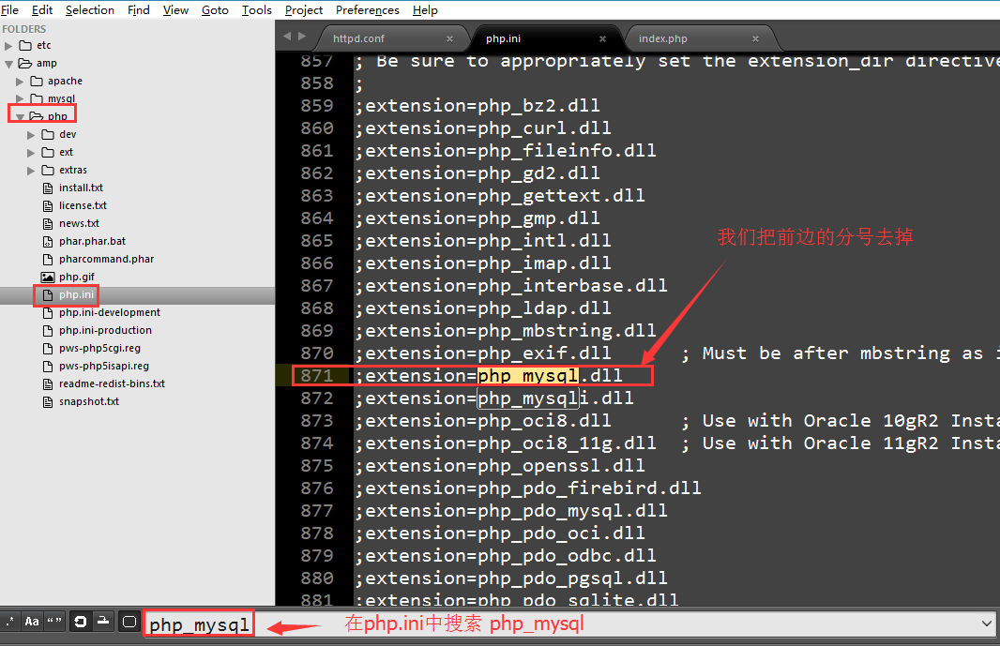 File Edit Selection Find View Goto Tools Project Preferences Help
FOLDERS
etc
amp
apache
mysql
php
dev
ext
extras
install.txt
license.txt
news.txt
phar.phar.bat
pharcommand.phar
php.gif
php.ini
php.ini-development
php.ini-production
pws-php5cgi.reg
pws-php5isapi.reg
readme-redist-bins.txt
snapshot.txt
httpd.conf × php.ini × index.php ×
857 ; Be sure to appropriately set the extension_dir directive
858 ;
859 ;extension=php_bz2.dll
860 ;extension=php_curl.dll
861 ;extension=php_fileinfo.dll
862 ;extension=php_gd2.dll
863 ;extension=php_gettext.dll
864 ;extension=php_gmp.dll
865 ;extension=php_intl.dll
866 ;extension=php_imap.dll
867 ;extension=php_interbase.dll
868 ;extension=php_ldap.dll
869 ;extension=php_mbstring.dll
870 ;extension=php_exif.dll ; Must be after mbstring as i
871 ;extension=php_mysql.dll
872 ;extension=php_mysqli.dll
873 ;extension=php_oci8.dll ; Use with Oracle 10gR2 Insta
874 ;extension=php_oci8_11g.dll ; Use with Oracle 11gR2 Insta
875 ;extension=php_openssl.dll
876 ;extension=php_pdo_firebird.dll
877 ;extension=php_pdo_mysql.dll
878 ;extension=php_pdo_oci.dll
879 ;extension=php_pdo_odbc.dll
880 ;extension=php_pdo_pgsql.dll
881 ;extension=php_pdo_sqlite.dll
我们把前边的分号去掉
.* Aa “” php_mysql 在php.ini中搜索 php_mysql